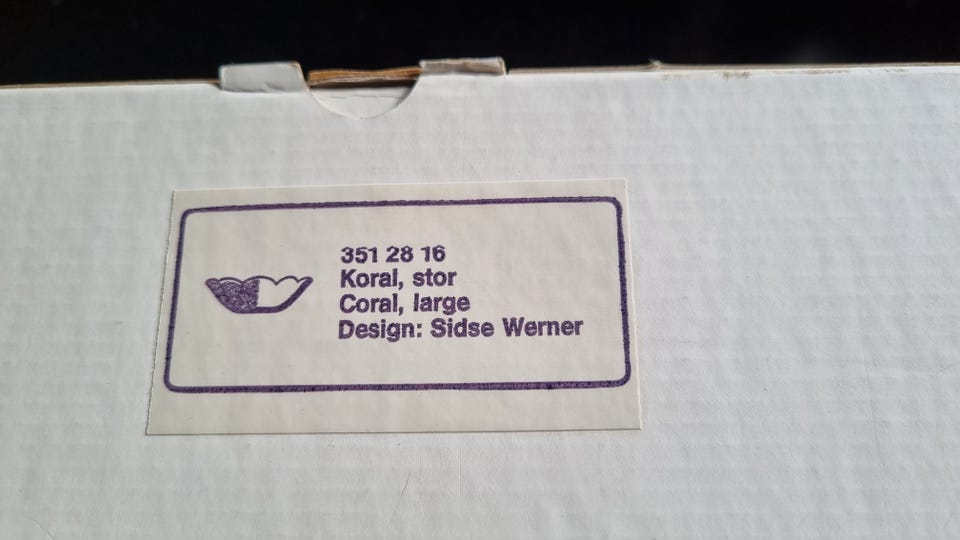 351 28 16
Koral, stor
Coral, large
Design: Sidse Werner